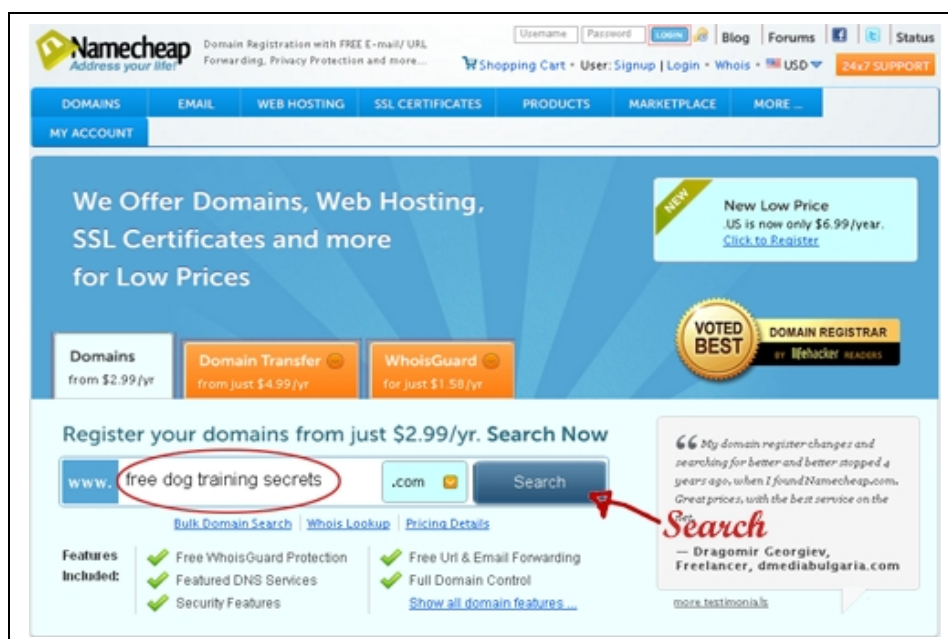 Namecheap
Address your life!
Domain Registration with FREE E-mail/ URL
Forwarding, Privacy Protection and more...
Username Password LOGIN Blog Forums Status
Shopping Cart • User: Signup | Login • Whois • USD 24x7 SUPPORT
DOMAINS EMAIL WEB HOSTING SSL CERTIFICATES PRODUCTS MARKETPLACE MORE ...
MY ACCOUNT
We Offer Domains, Web Hosting,
SSL Certificates and more
for Low Prices
NEW
New Low Price
.US is now only $6.99/year.
Click to Register
VOTED
BEST
DOMAIN REGISTRAR
BY lifehacker READERS
Domains
from $2.99/yr
Domain Transfer
from just $4.99/yr
WhoisGuard
for just $1.58/yr
Register your domains from just $2.99/yr. Search Now
www. free dog training secrets .com Search
Bulk Domain Search Whois Lookup Pricing Details
Features
Included:
Free WhoisGuard Protection
Featured DNS Services
Security Features
Free Url & Email Forwarding
Full Domain Control
Show all domain features ...
My domain register changes and
searching for better and better stopped 4
years ago, when I found Namecheap.com.
Great prices, with the best service on the
Search
— Dragomir Georgiev,
Freelancer, dmediabulgaria.com
more testimonials